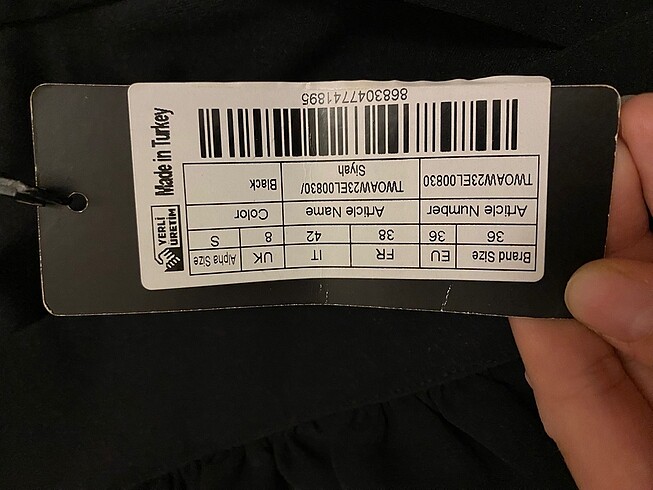 Brand Size EU FR IT UK Alpha Size
36 36 38 42 8 S
Article Number Article Name Color
TWOAW23EL00830 TWOAW23EL00830/ Black
Siyah
8683047741895
Made in Turkey
YERLİ
ÜRETİM